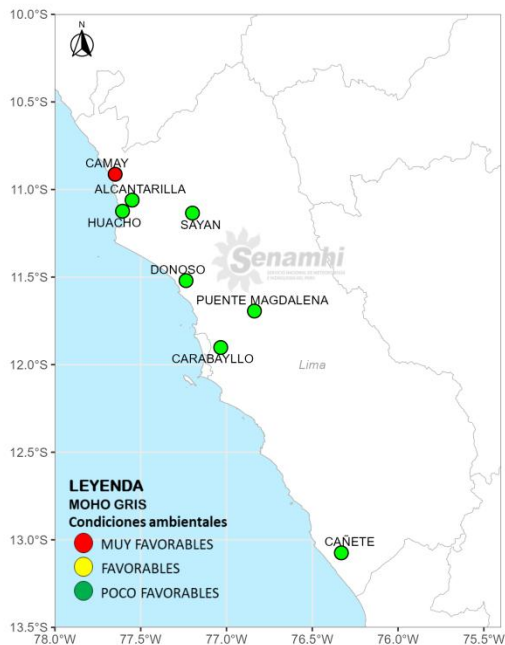 10.0°S
N
10.5°S
CAMAY
11.0°S
ALCANTARILLA
HUACHO
SAYAN
Senamhi
11.5°S
DONOSO
PUENTE MAGDALENA
12.0°S
CARABAYLLO
Lima
12.5°S
LEYENDA
MOHO GRIS
Condiciones ambientales
MUY FAVORABLES
FAVORABLES
POCO FAVORABLES
13.0°S
CAÑETE
13.5°S
78.0°W 77.5°W 77.0°W 76.5°W 76.0°W 75.5°W